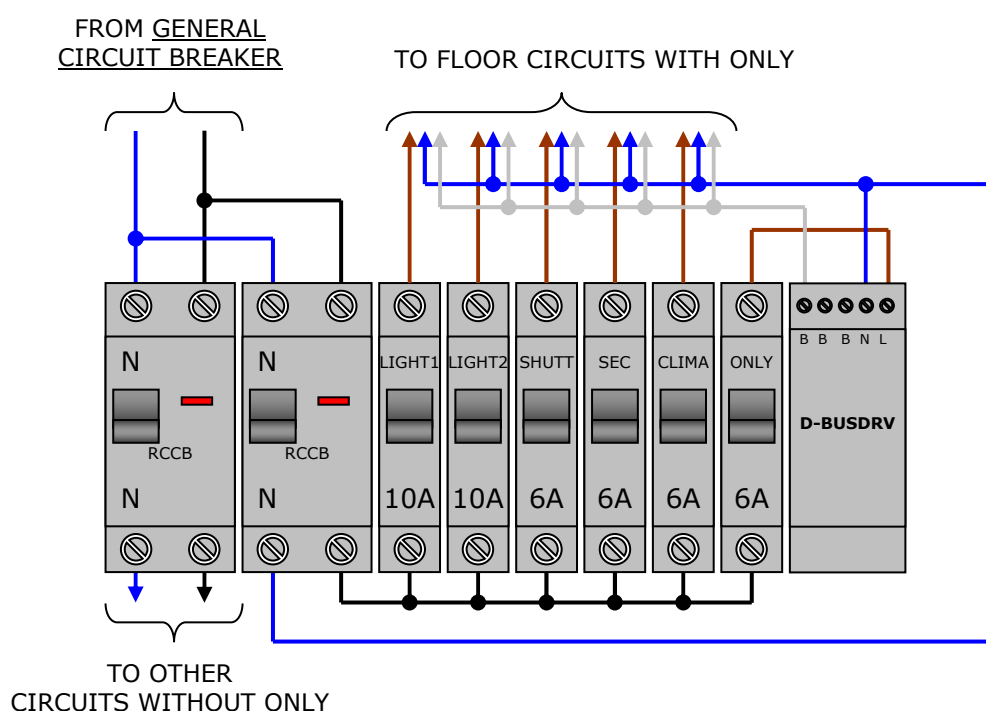 FROM GENERAL
CIRCUIT BREAKER
TO FLOOR CIRCUITS WITH ONLY
B B B N L
N
N
LIGHT1
LIGHT2
SHUTT
SEC
CLIMA
ONLY
D-BUSDRV
RCCB
RCCB
N
N
10A
10A
6A
6A
6A
6A
TO OTHER
CIRCUITS WITHOUT ONLY